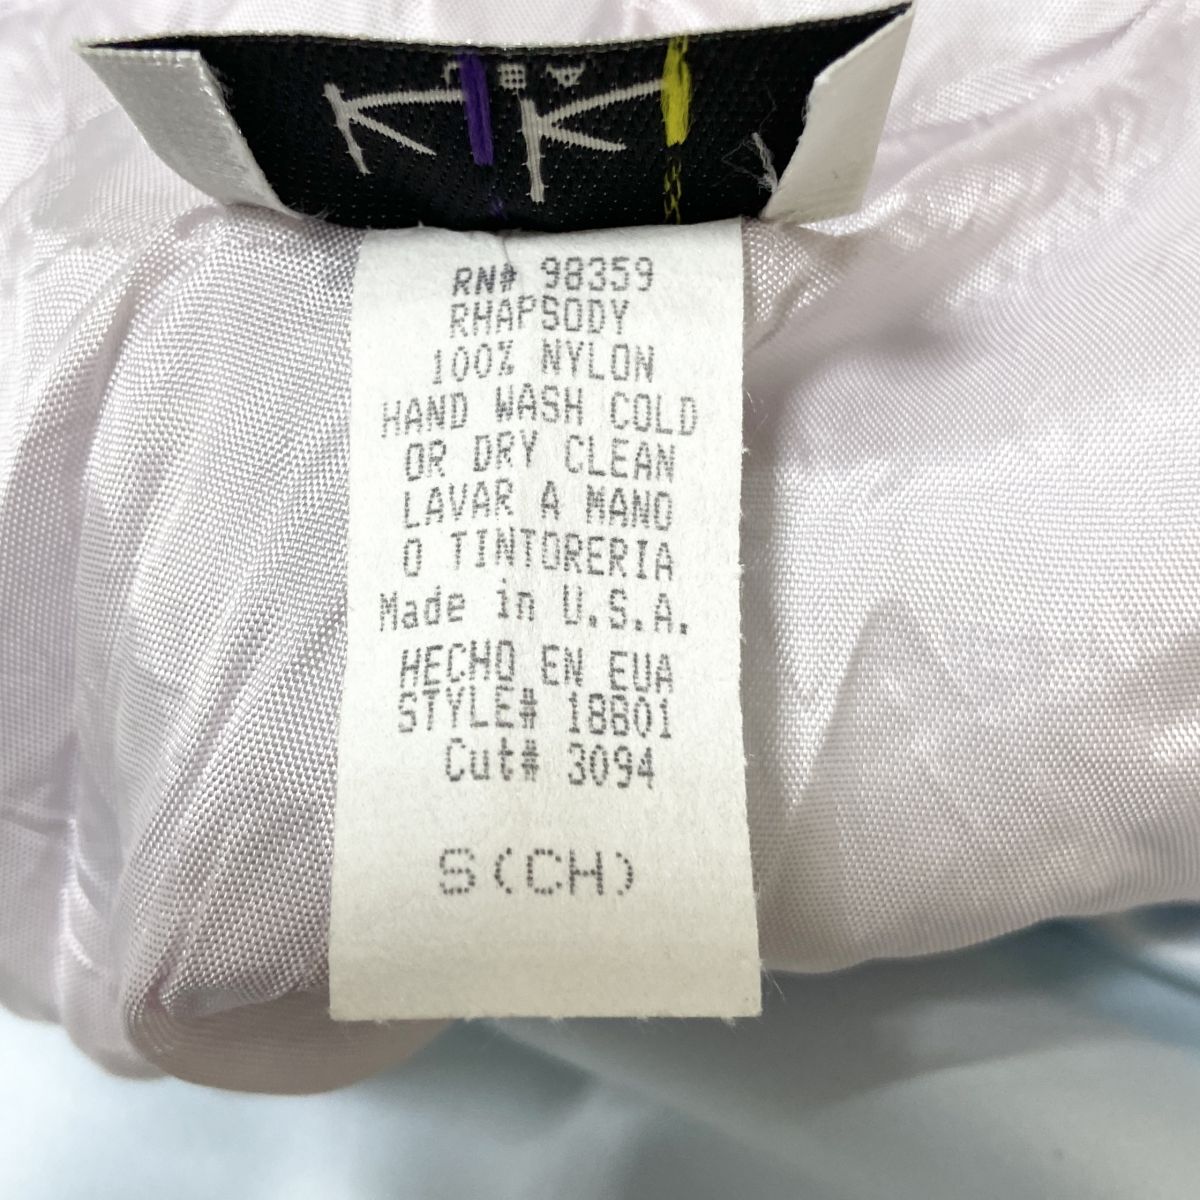 KiKi
RN# 98359
RHAPSODY
100% NYLON
HAND WASH COLD
OR DRY CLEAN
LAVAR A MANO
O TINTORERIA
Made in U.S.A.
HECHO EN EUA
STYLE# 18B01
Cut# 3094
S(CH)